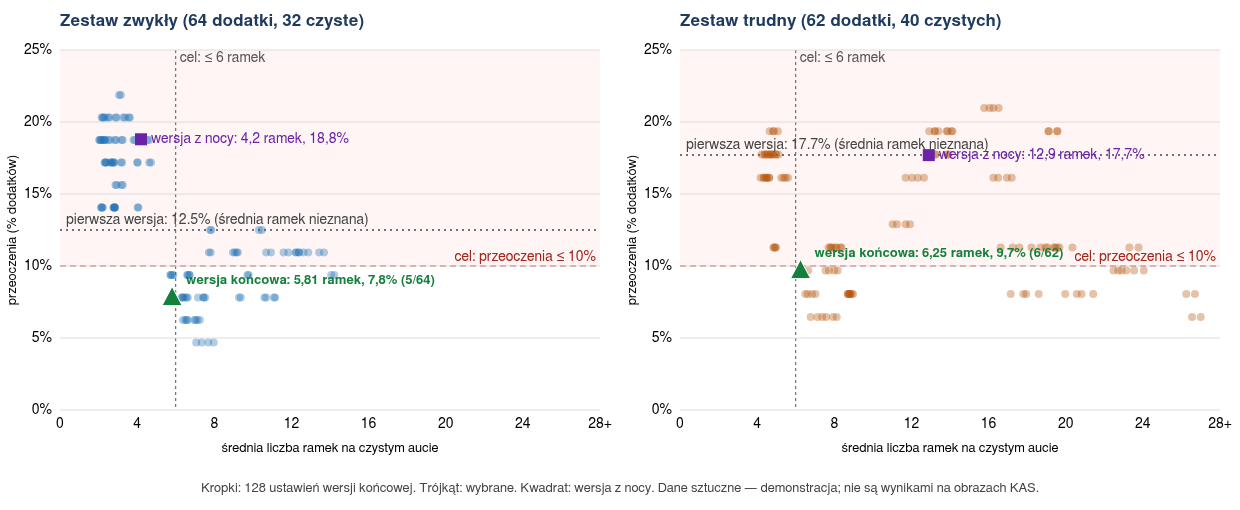 Zestaw zwykły (64 dodatki, 32 czyste)
25%
20%
15%
10%
5%
0%
0
4
8
12
16
20
24
28+
przeoczenia (% dodatków)
średnia liczba ramek na czystym aucie
cel: ≤ 6 ramek
wersja z nocy: 4,2 ramek, 18,8%
pierwsza wersja: 12.5% (średnia ramek nieznana)
cel: przeoczenia ≤ 10%
wersja końcowa: 5,81 ramek, 7,8% (5/64)
Zestaw trudny (62 dodatki, 40 czystych)
25%
20%
15%
10%
5%
0%
0
4
8
12
16
20
24
28+
przeoczenia (% dodatków)
średnia liczba ramek na czystym aucie
cel: ≤ 6 ramek
pierwsza wersja: 17.7% (średnia ramek nieznana)
wersja z nocy: 12,9 ramek, 17,7%
wersja końcowa: 6,25 ramek, 9,7% (6/62)
cel: przeoczenia ≤ 10%
Kropki: 128 ustawień wersji końcowej. Trójkąt: wybrane. Kwadrat: wersja z nocy. Dane sztuczne — demonstracja; nie są wynikami na obrazach KAS.